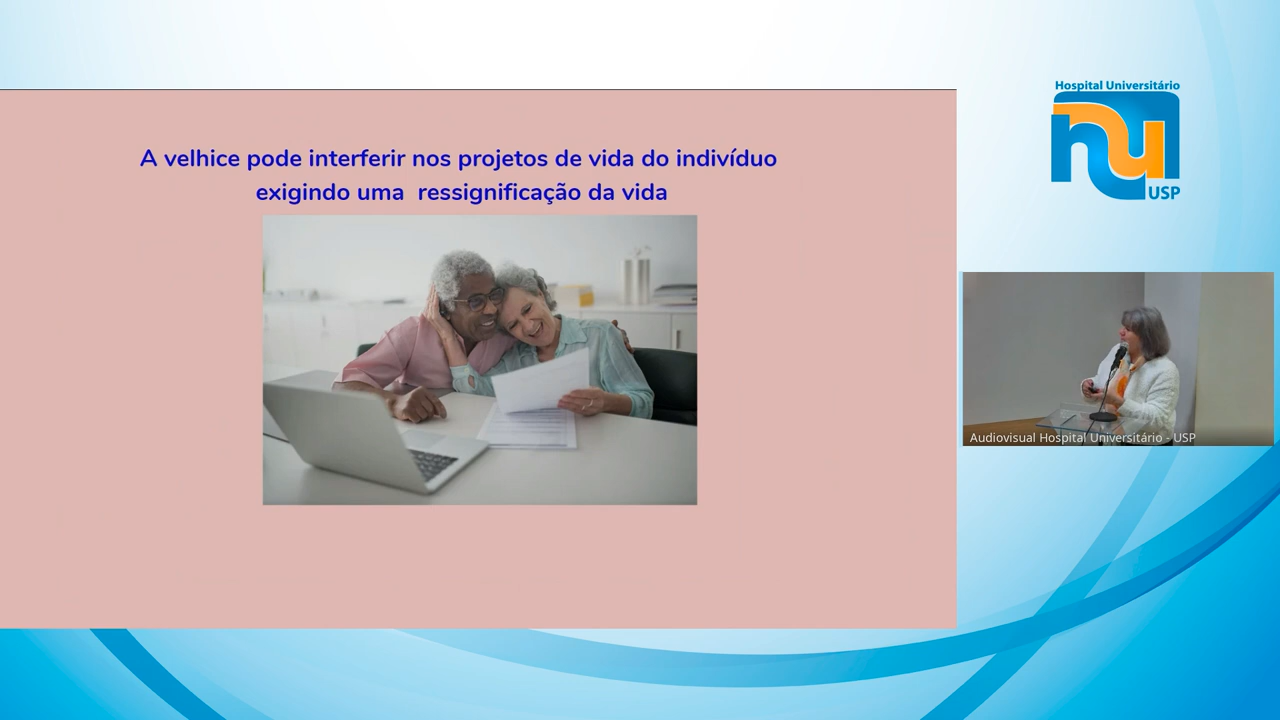 A velhice pode interferir nos projetos de vida do indivíduo
exigindo uma  ressignificação da vida
Hospital Universitário
hu
USP
Audiovisual Hospital Universitário - USP